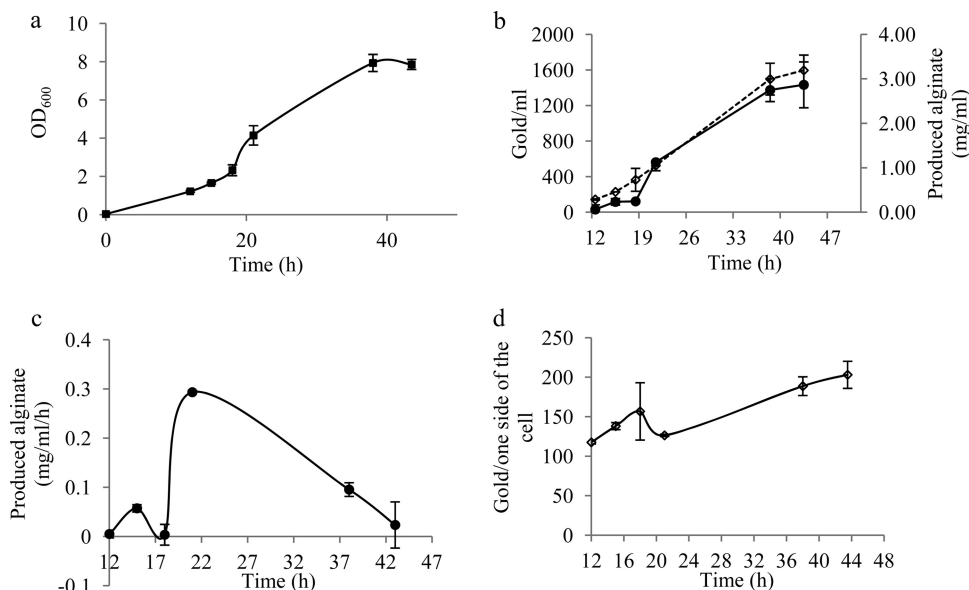 a
10
8
6
4
2
0
OD600
0 20 40
Time (h)
b
2000
1600
1200
800
400
0
Gold/ml
4.00
3.00
2.00
1.00
0.00
Produced alginate
(mg/ml)
12 19 26 33 40 47
Time (h)
c
0.4
0.3
0.2
0.1
0
-0.1
Produced alginate
(mg/ml/h)
12 17 22 27 32 37 42 47
Time (h)
d
250
200
150
100
50
0
Gold/one side of the
cell
12 16 20 24 28 32 36 40 44 48
Time (h)